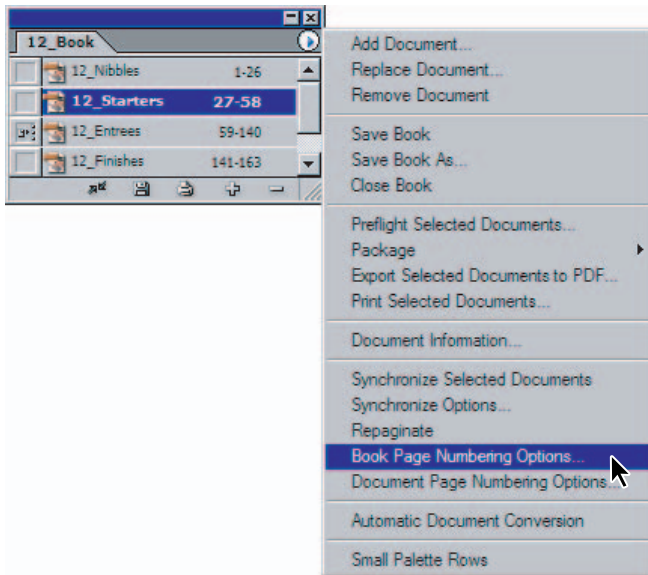 12_Book
12_Nibbles 1-26
12_Starters 27-58
12_Entrees 59-140
12_Finishes 141-163
Add Document...
Replace Document...
Remove Document
Save Book
Save Book As...
Close Book
Preflight Selected Documents...
Package
Export Selected Documents to PDF...
Print Selected Documents...
Document Information...
Synchronize Selected Documents
Synchronize Options...
Repaginate
Book Page Numbering Options...
Document Page Numbering Options...
Automatic Document Conversion
Small Palette Rows